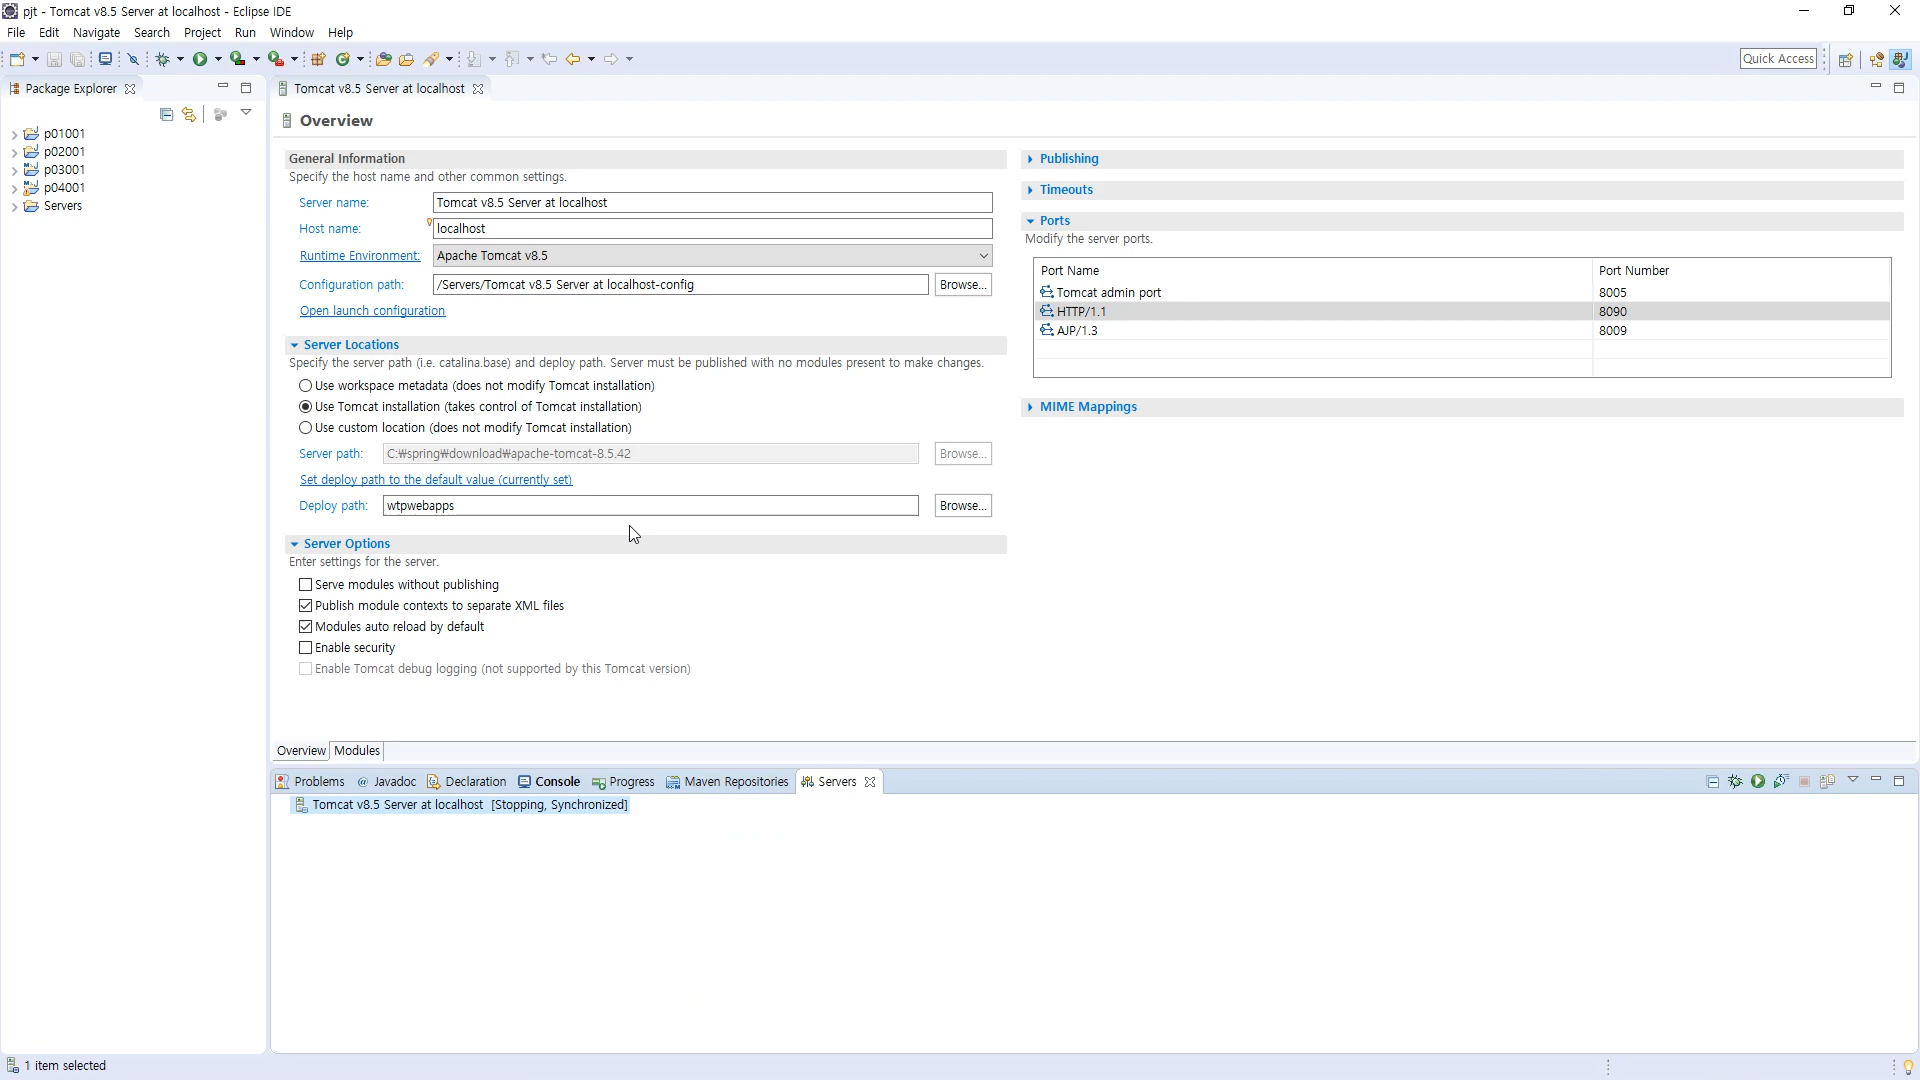 pjt - Tomcat v8.5 Server at localhost - Eclipse IDE
File Edit Navigate Search Project Run Window Help
Quick Access
Package Explorer
p01001
p02001
p03001
p04001
Servers
Tomcat v8.5 Server at localhost
Overview
General Information
Specify the host name and other common settings.
Server name: Tomcat v8.5 Server at localhost
Host name: localhost
Runtime Environment: Apache Tomcat v8.5
Configuration path: /Servers/Tomcat v8.5 Server at localhost-config Browse...
Open launch configuration
Server Locations
Specify the server path (i.e. catalina.base) and deploy path. Server must be published with no modules present to make changes.
Use workspace metadata (does not modify Tomcat installation)
Use Tomcat installation (takes control of Tomcat installation)
Use custom location (does not modify Tomcat installation)
Server path: C:₩spring₩download₩apache-tomcat-8.5.42 Browse...
Set deploy path to the default value (currently set)
Deploy path: wtpwebapps Browse...
Server Options
Enter settings for the server.
Serve modules without publishing
Publish module contexts to separate XML files
Modules auto reload by default
Enable security
Enable Tomcat debug logging (not supported by this Tomcat version)
Publishing
Timeouts
Ports
Modify the server ports.
Port Name Port Number
Tomcat admin port 8005
HTTP/1.1 8090
AJP/1.3 8009
MIME Mappings
Overview Modules
Problems Javadoc Declaration Console Progress Maven Repositories Servers
Tomcat v8.5 Server at localhost [Stopping, Synchronized]
1 item selected